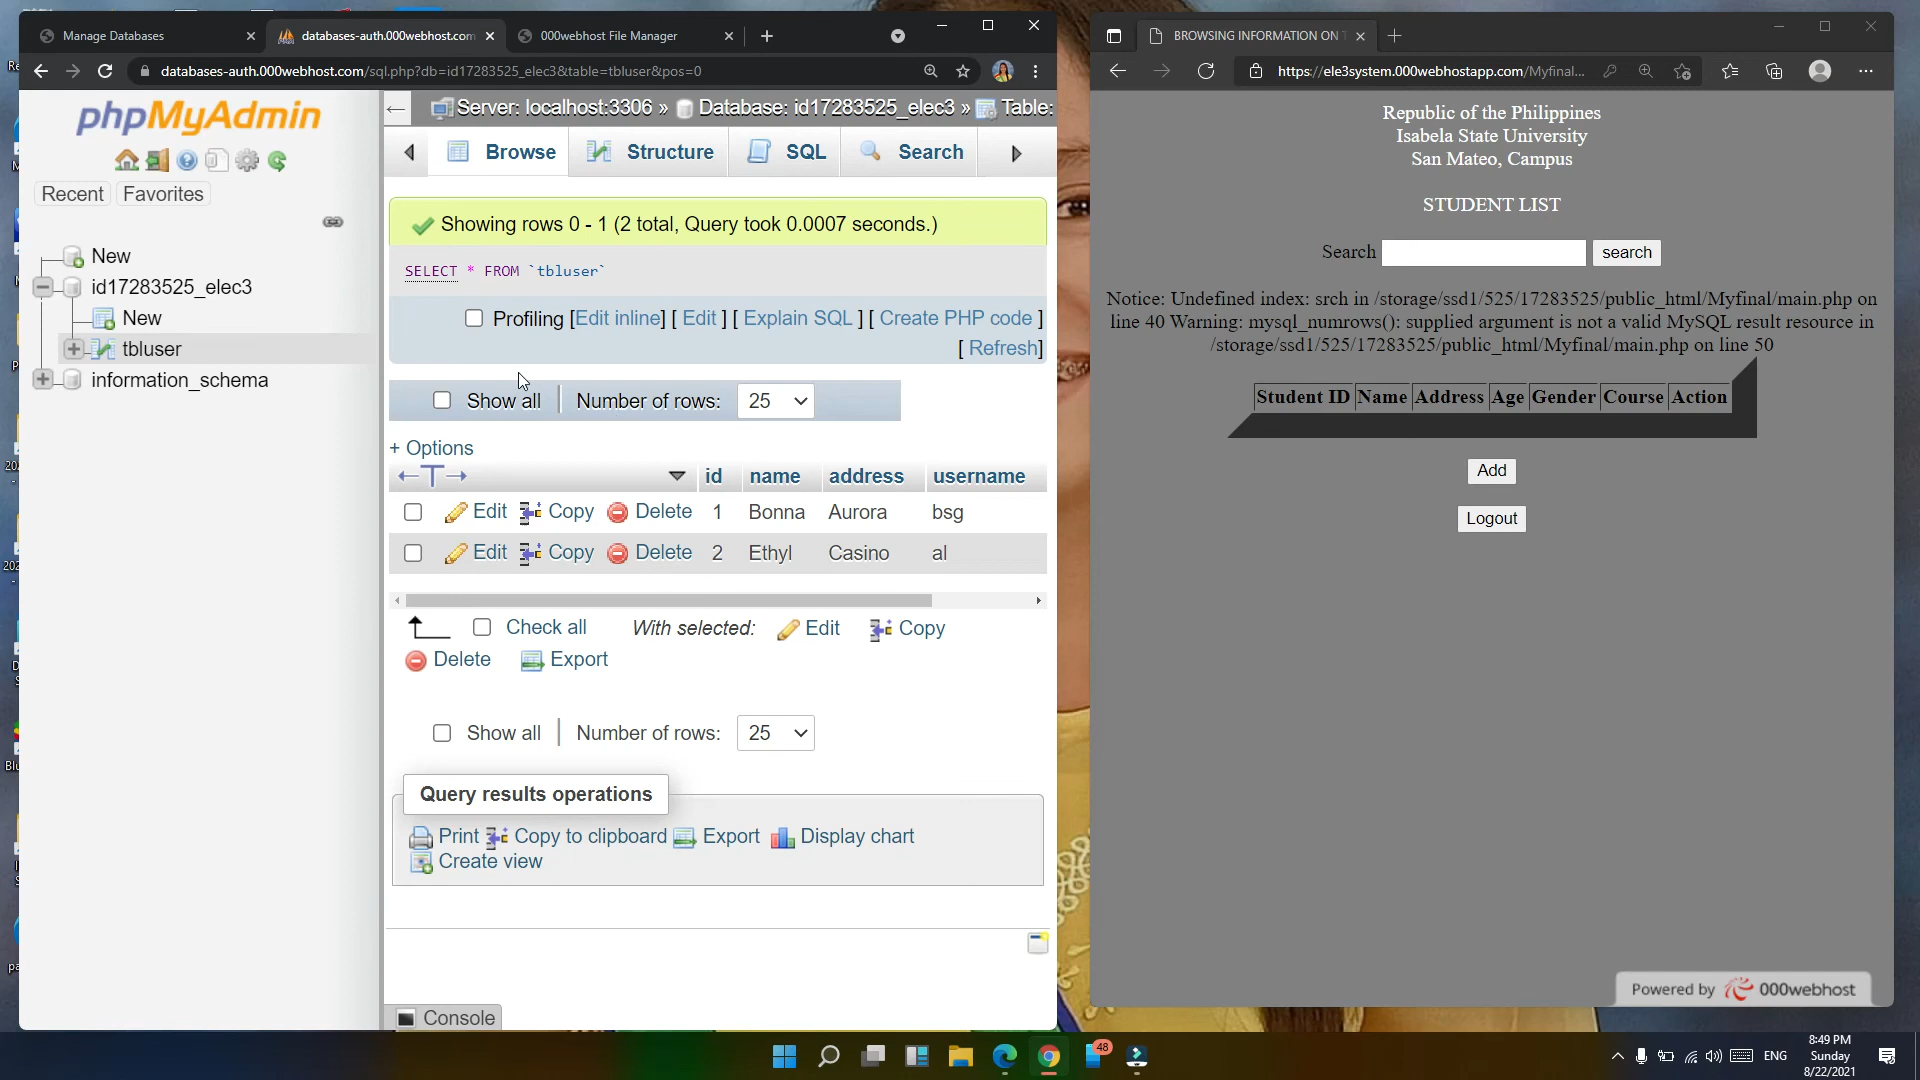 Manage Databases
databases-auth.000webhost.com
000webhost File Manager
databases-auth.000webhost.com/sql.php?db=id17283525_elec3&table=tbluser&pos=0
phpMyAdmin
Recent
Favorites
New
id17283525_elec3
New
tbluser
information_schema
Server: localhost:3306 » Database: id17283525_elec3 » Table:
Browse
Structure
SQL
Search
Showing rows 0 - 1 (2 total, Query took 0.0007 seconds.)
SELECT * FROM `tbluser`
Profiling [Edit inline] [ Edit ] [ Explain SQL ] [ Create PHP code ]
[ Refresh]
Show all
Number of rows:
25
+ Options
id name address username
Edit Copy Delete 1 Bonna Aurora bsg
Edit Copy Delete 2 Ethyl Casino al
Check all With selected: Edit Copy
Delete Export
Show all
Number of rows:
25
Query results operations
Print Copy to clipboard Export Display chart
Create view
Console
BROWSING INFORMATION ON T
https://ele3system.000webhostapp.com/Myfinal...
Republic of the Philippines
Isabela State University
San Mateo, Campus
STUDENT LIST
Search
search
Notice: Undefined index: srch in /storage/ssd1/525/17283525/public_html/Myfinal/main.php on
line 40 Warning: mysql_numrows(): supplied argument is not a valid MySQL result resource in
/storage/ssd1/525/17283525/public_html/Myfinal/main.php on line 50
Student ID Name Address Age Gender Course Action
Add
Logout
Powered by 000webhost
48
ENG
8:49 PM
Sunday
8/22/2021